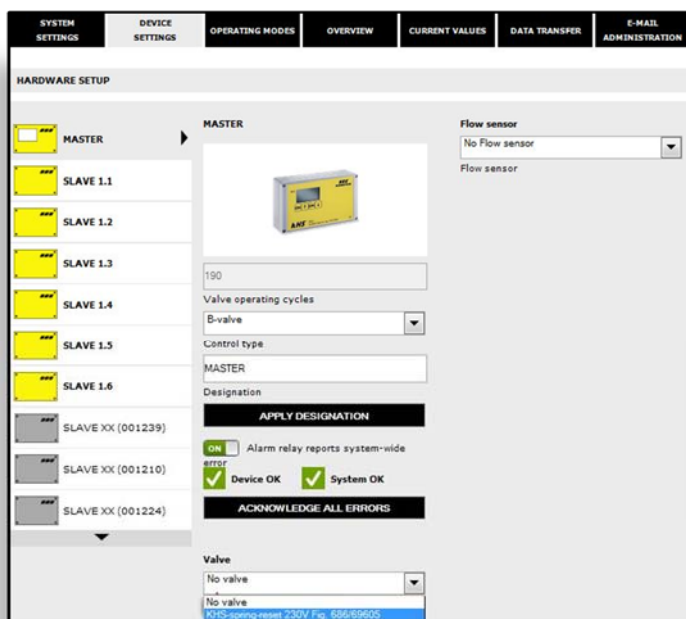 SYSTEM SETTINGS
DEVICE SETTINGS
OPERATING MODES
OVERVIEW
CURRENT VALUES
DATA TRANSFER
E-MAIL ADMINISTRATION
HARDWARE SETUP
MASTER
SLAVE 1.1
SLAVE 1.2
SLAVE 1.3
SLAVE 1.4
SLAVE 1.5
SLAVE 1.6
SLAVE XX (001239)
SLAVE XX (001210)
SLAVE XX (001224)
MASTER
KHS
190
Valve operating cycles
B-valve
Control type
MASTER
Designation
APPLY DESIGNATION
ON Alarm relay reports system-wide
error
Device OK System OK
ACKNOWLEDGE ALL ERRORS
Valve
No valve
No valve
KHS-spring-reset 230V Fig. 686/69605
Flow sensor
No Flow sensor
Flow sensor